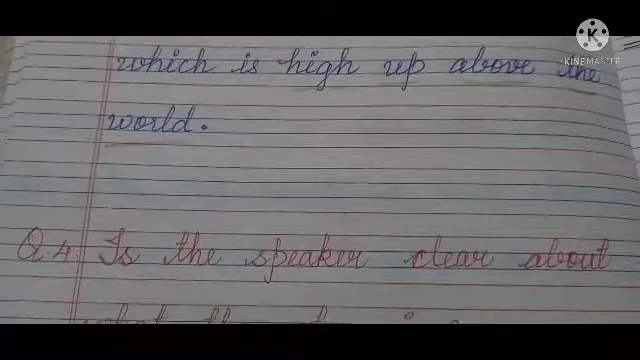 KINEMASTER
which is high up above the
world.
Q.4. Is the speaker clear about